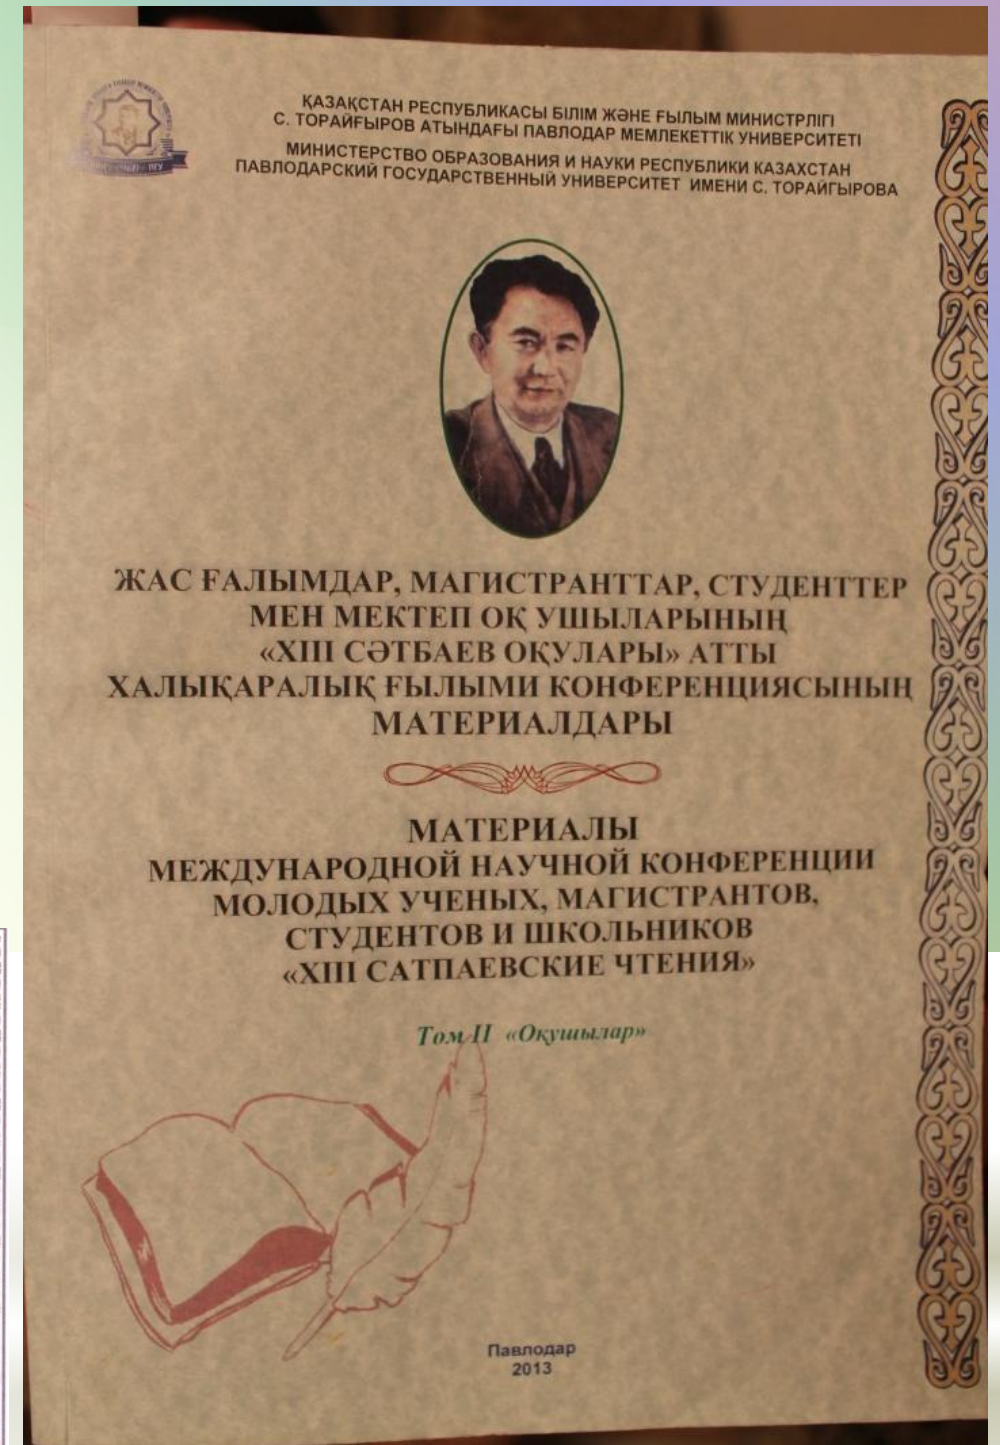 ҚАЗАҚСТАН РЕСПУБЛИКАСЫ БІЛІМ ЖӘНЕ ҒЫЛЫМ МИНИСТРЛІГІ
С. ТОРАЙҒЫРОВ АТЫНДАҒЫ ПАВЛОДАР МЕМЛЕКЕТТІК УНИВЕРСИТЕТІ
МИНИСТЕРСТВО ОБРАЗОВАНИЯ И НАУКИ РЕСПУБЛИКИ КАЗАХСТАН
ПАВЛОДАРСКИЙ ГОСУДАРСТВЕННЫЙ УНИВЕРСИТЕТ ИМЕНИ С. ТОРАЙГЫРОВА
ЖАС ҒАЛЫМДАР, МАГИСТРАНТТАР, СТУДЕНТТЕР
МЕН МЕКТЕП ОҚ УШЫЛАРЫНЫҢ
«XIII СӘТБАЕВ ОҚУЛАРЫ» АТТЫ
ХАЛЫҚАРАЛЫҚ ҒЫЛЫМИ КОНФЕРЕНЦИЯСЫНЫҢ
МАТЕРИАЛДАРЫ
МАТЕРИАЛЫ
МЕЖДУНАРОДНОЙ НАУЧНОЙ КОНФЕРЕНЦИИ
МОЛОДЫХ УЧЕНЫХ, МАГИСТРАНТОВ,
СТУДЕНТОВ И ШКОЛЬНИКОВ
«XIII САТПАЕВСКИЕ ЧТЕНИЯ»
Том II «Оқушылар»
Павлодар
2013